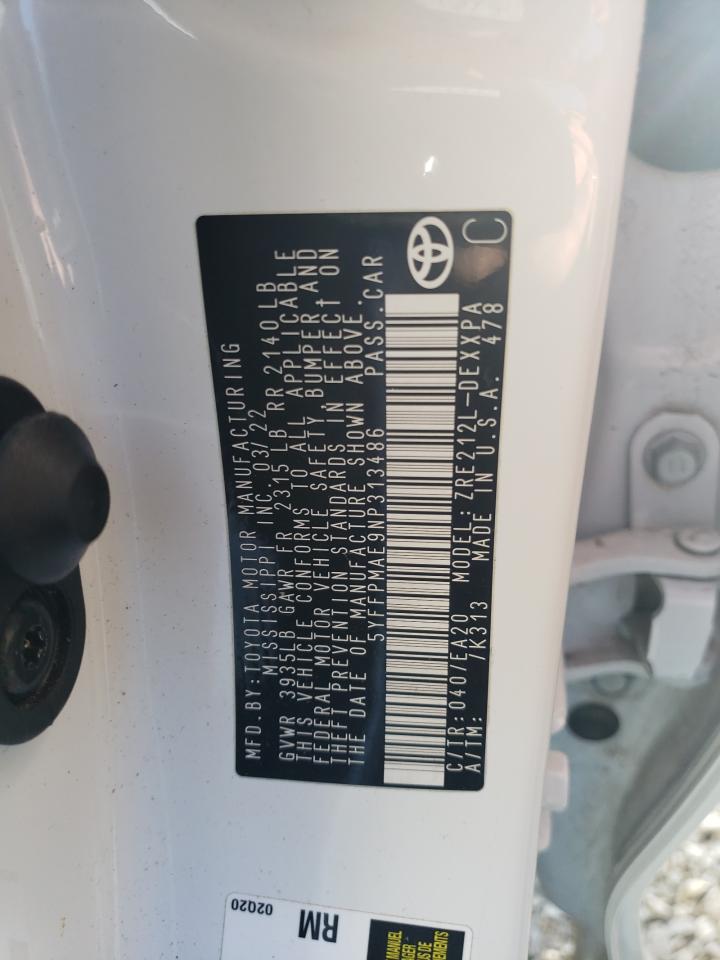 MFD.BY:TOYOTA MOTOR MANUFACTURING
MISSISSIPPI INC. 03/22
GVWR 3935LB GAWR FR 2315 LB RR 2140 LB
THIS VEHICLE CONFORMS TO ALL APPLICABLE
FEDERAL MOTOR VEHICLE SAFETY BUMPER AND
THEFT PREVENTION STANDARDS IN EFFECT ON
THE DATE OF MANUFACTURE SHOWN ABOVE.
5YFFPMAE9NP313486 PASS.CAR
C/TR:040/EA20 MODEL:ZRE212L-DEXXPA
A/TM: /K313 MADE IN U.S.A. 478
C
02Q20
RM
MANUEL